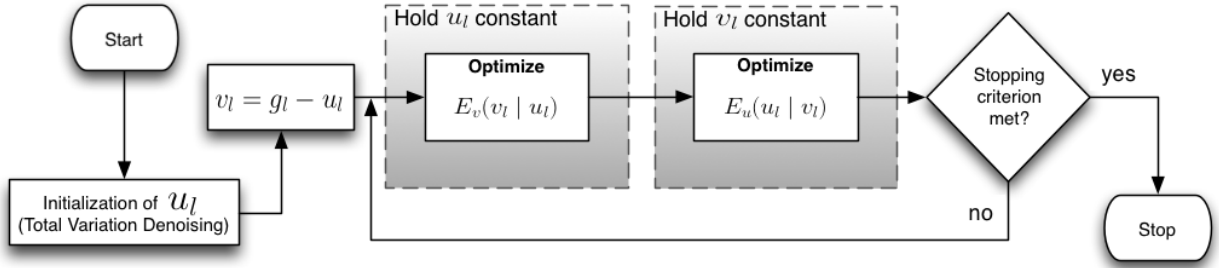 Start
Initialization of u_l
(Total Variation Denoising)
v_l = g_l − u_l
Hold u_l constant
Optimize
E_v(v_l | u_l)
Hold v_l constant
Optimize
E_u(u_l | v_l)
Stopping
criterion
met?
yes
no
Stop